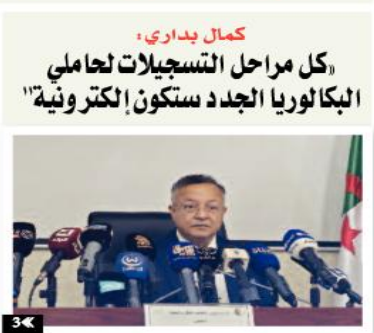 كمال بداري:
«كل مراحل التسجيلات لحاملي
البكالوريا الجدد ستكون إلكترونية"
3